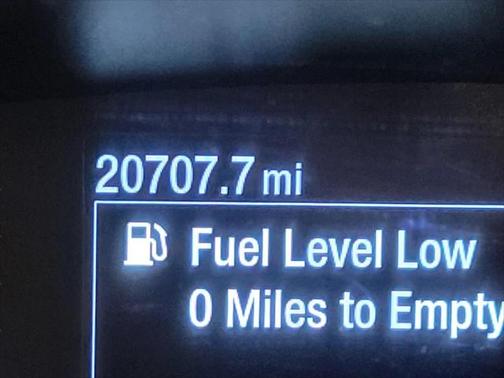 20707.7 mi
Fuel Level Low
0 Miles to Empty